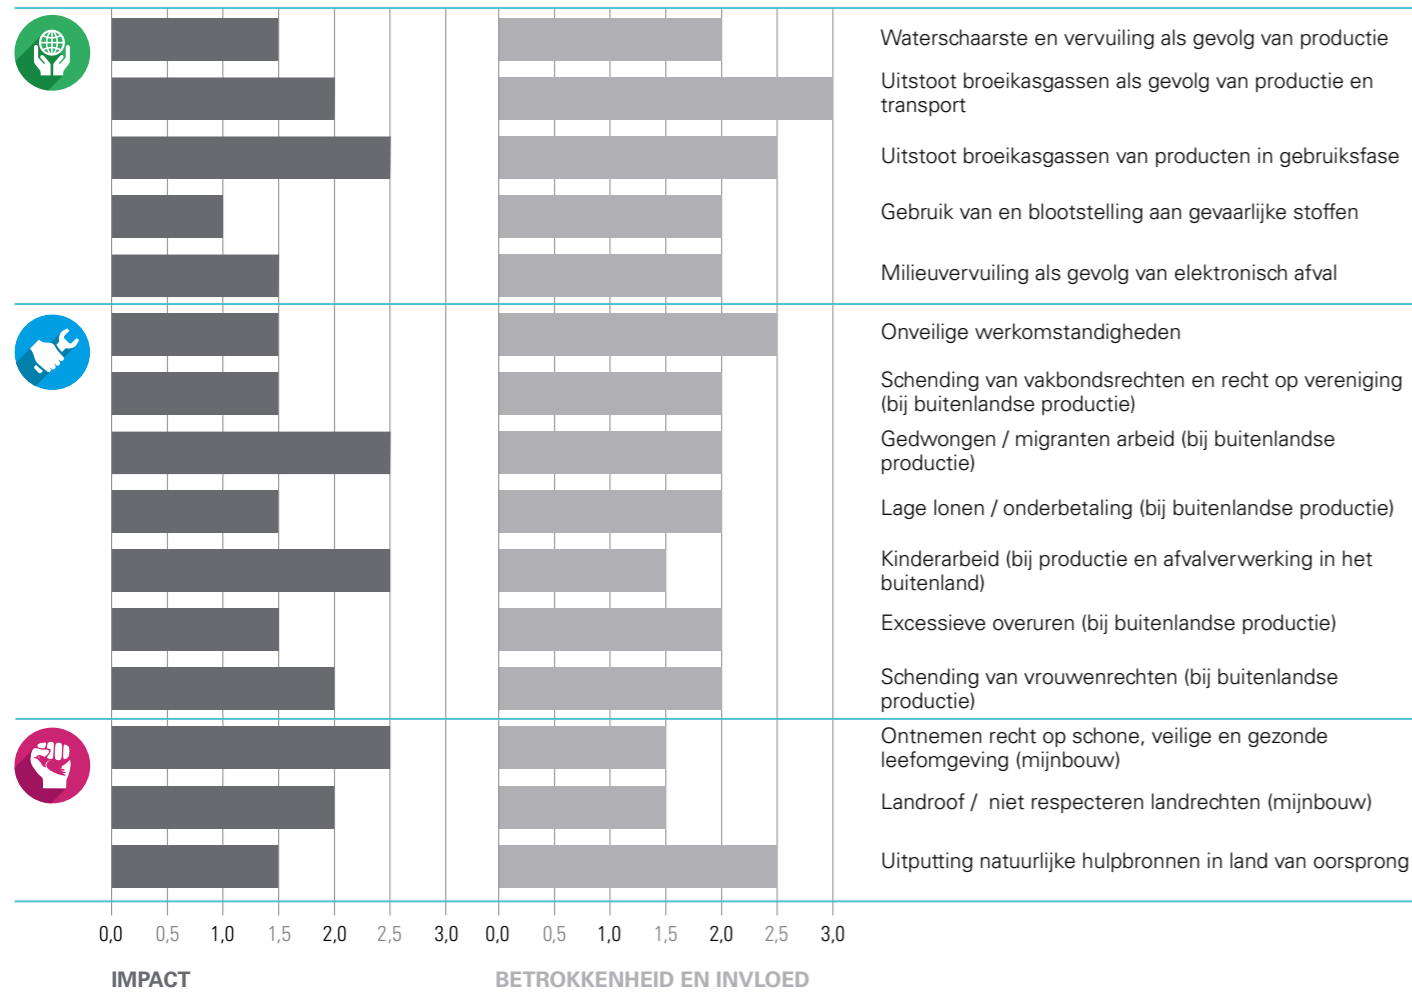 Waterschaarste en vervuiling als gevolg van productie
Uitstoot broeikasgassen als gevolg van productie en
transport
Uitstoot broeikasgassen van producten in gebruiksfase
Gebruik van en blootstelling aan gevaarlijke stoffen
Milieuvervuiling als gevolg van elektronisch afval
Onveilige werkomstandigheden
Schending van vakbondsrechten en recht op vereniging
(bij buitenlandse productie)
Gedwongen / migranten arbeid (bij buitenlandse
productie)
Lage lonen / onderbetaling (bij buitenlandse productie)
Kinderarbeid (bij productie en afvalverwerking in het
buitenland)
Excessieve overuren (bij buitenlandse productie)
Schending van vrouwenrechten (bij buitenlandse
productie)
Ontnemen recht op schone, veilige en gezonde
leefomgeving (mijnbouw)
Landroof / niet respecteren landrechten (mijnbouw)
Uitputting natuurlijke hulpbronnen in land van oorsprong
0,0 0,5 1,0 1,5 2,0 2,5 3,0 0,0 0,5 1,0 1,5 2,0 2,5 3,0
IMPACT BETROKKENHEID EN INVLOED